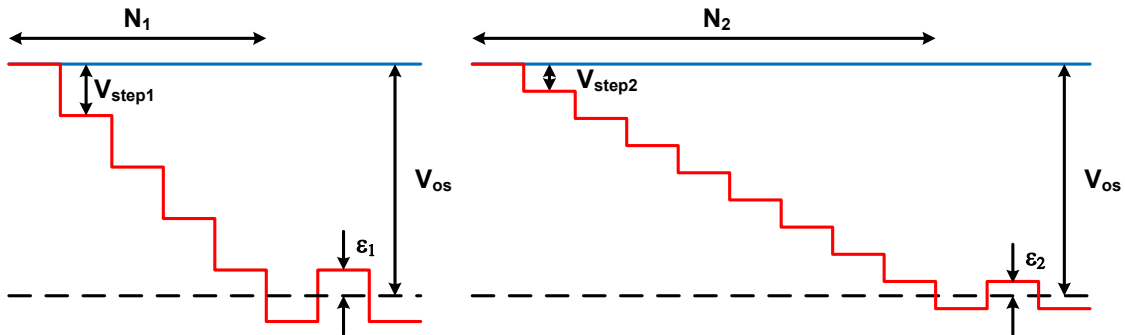 N1
N2
Vstep1
Vstep2
Vos
Vos
ε1
ε2